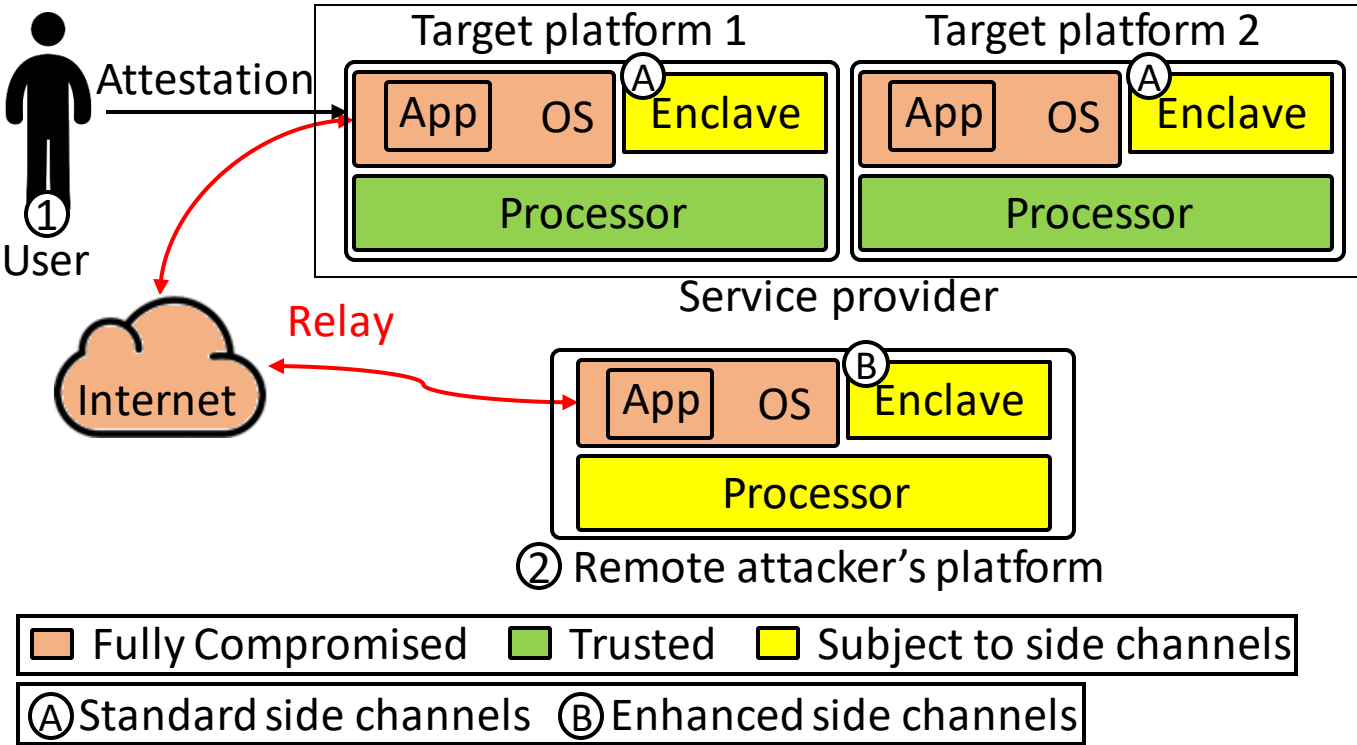 Target platform 1
Target platform 2
Attestation
App OS
A
Enclave
App OS
A
Enclave
Processor
Processor
1
User
Service provider
Relay
Internet
App OS
B
Enclave
Processor
2 Remote attacker's platform
Fully Compromised Trusted Subject to side channels
A Standard side channels B Enhanced side channels